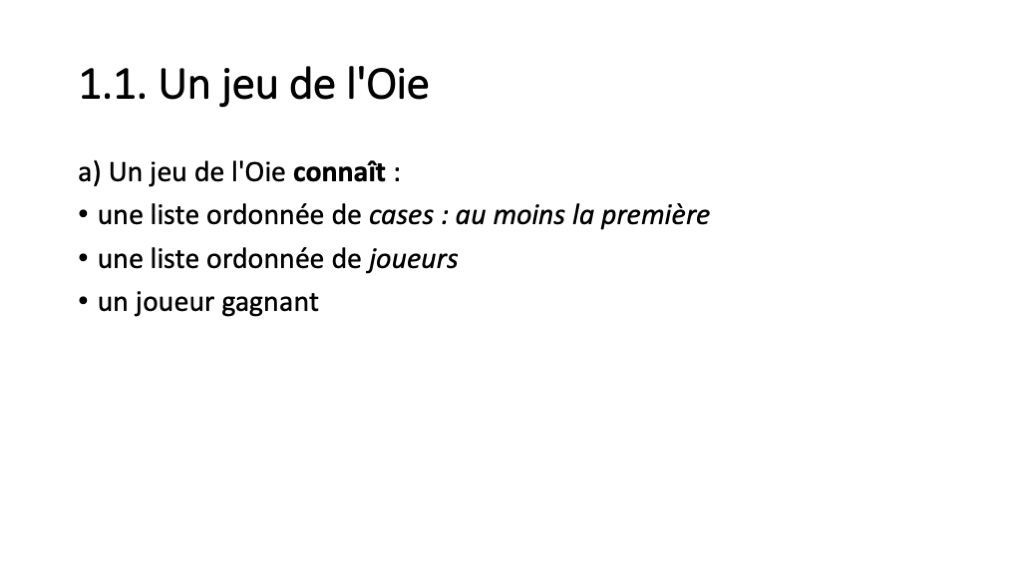 1.1. Un jeu de l'Oie
a) Un jeu de l'Oie connaît :
• une liste ordonnée de cases : au moins la première
• une liste ordonnée de joueurs
• un joueur gagnant